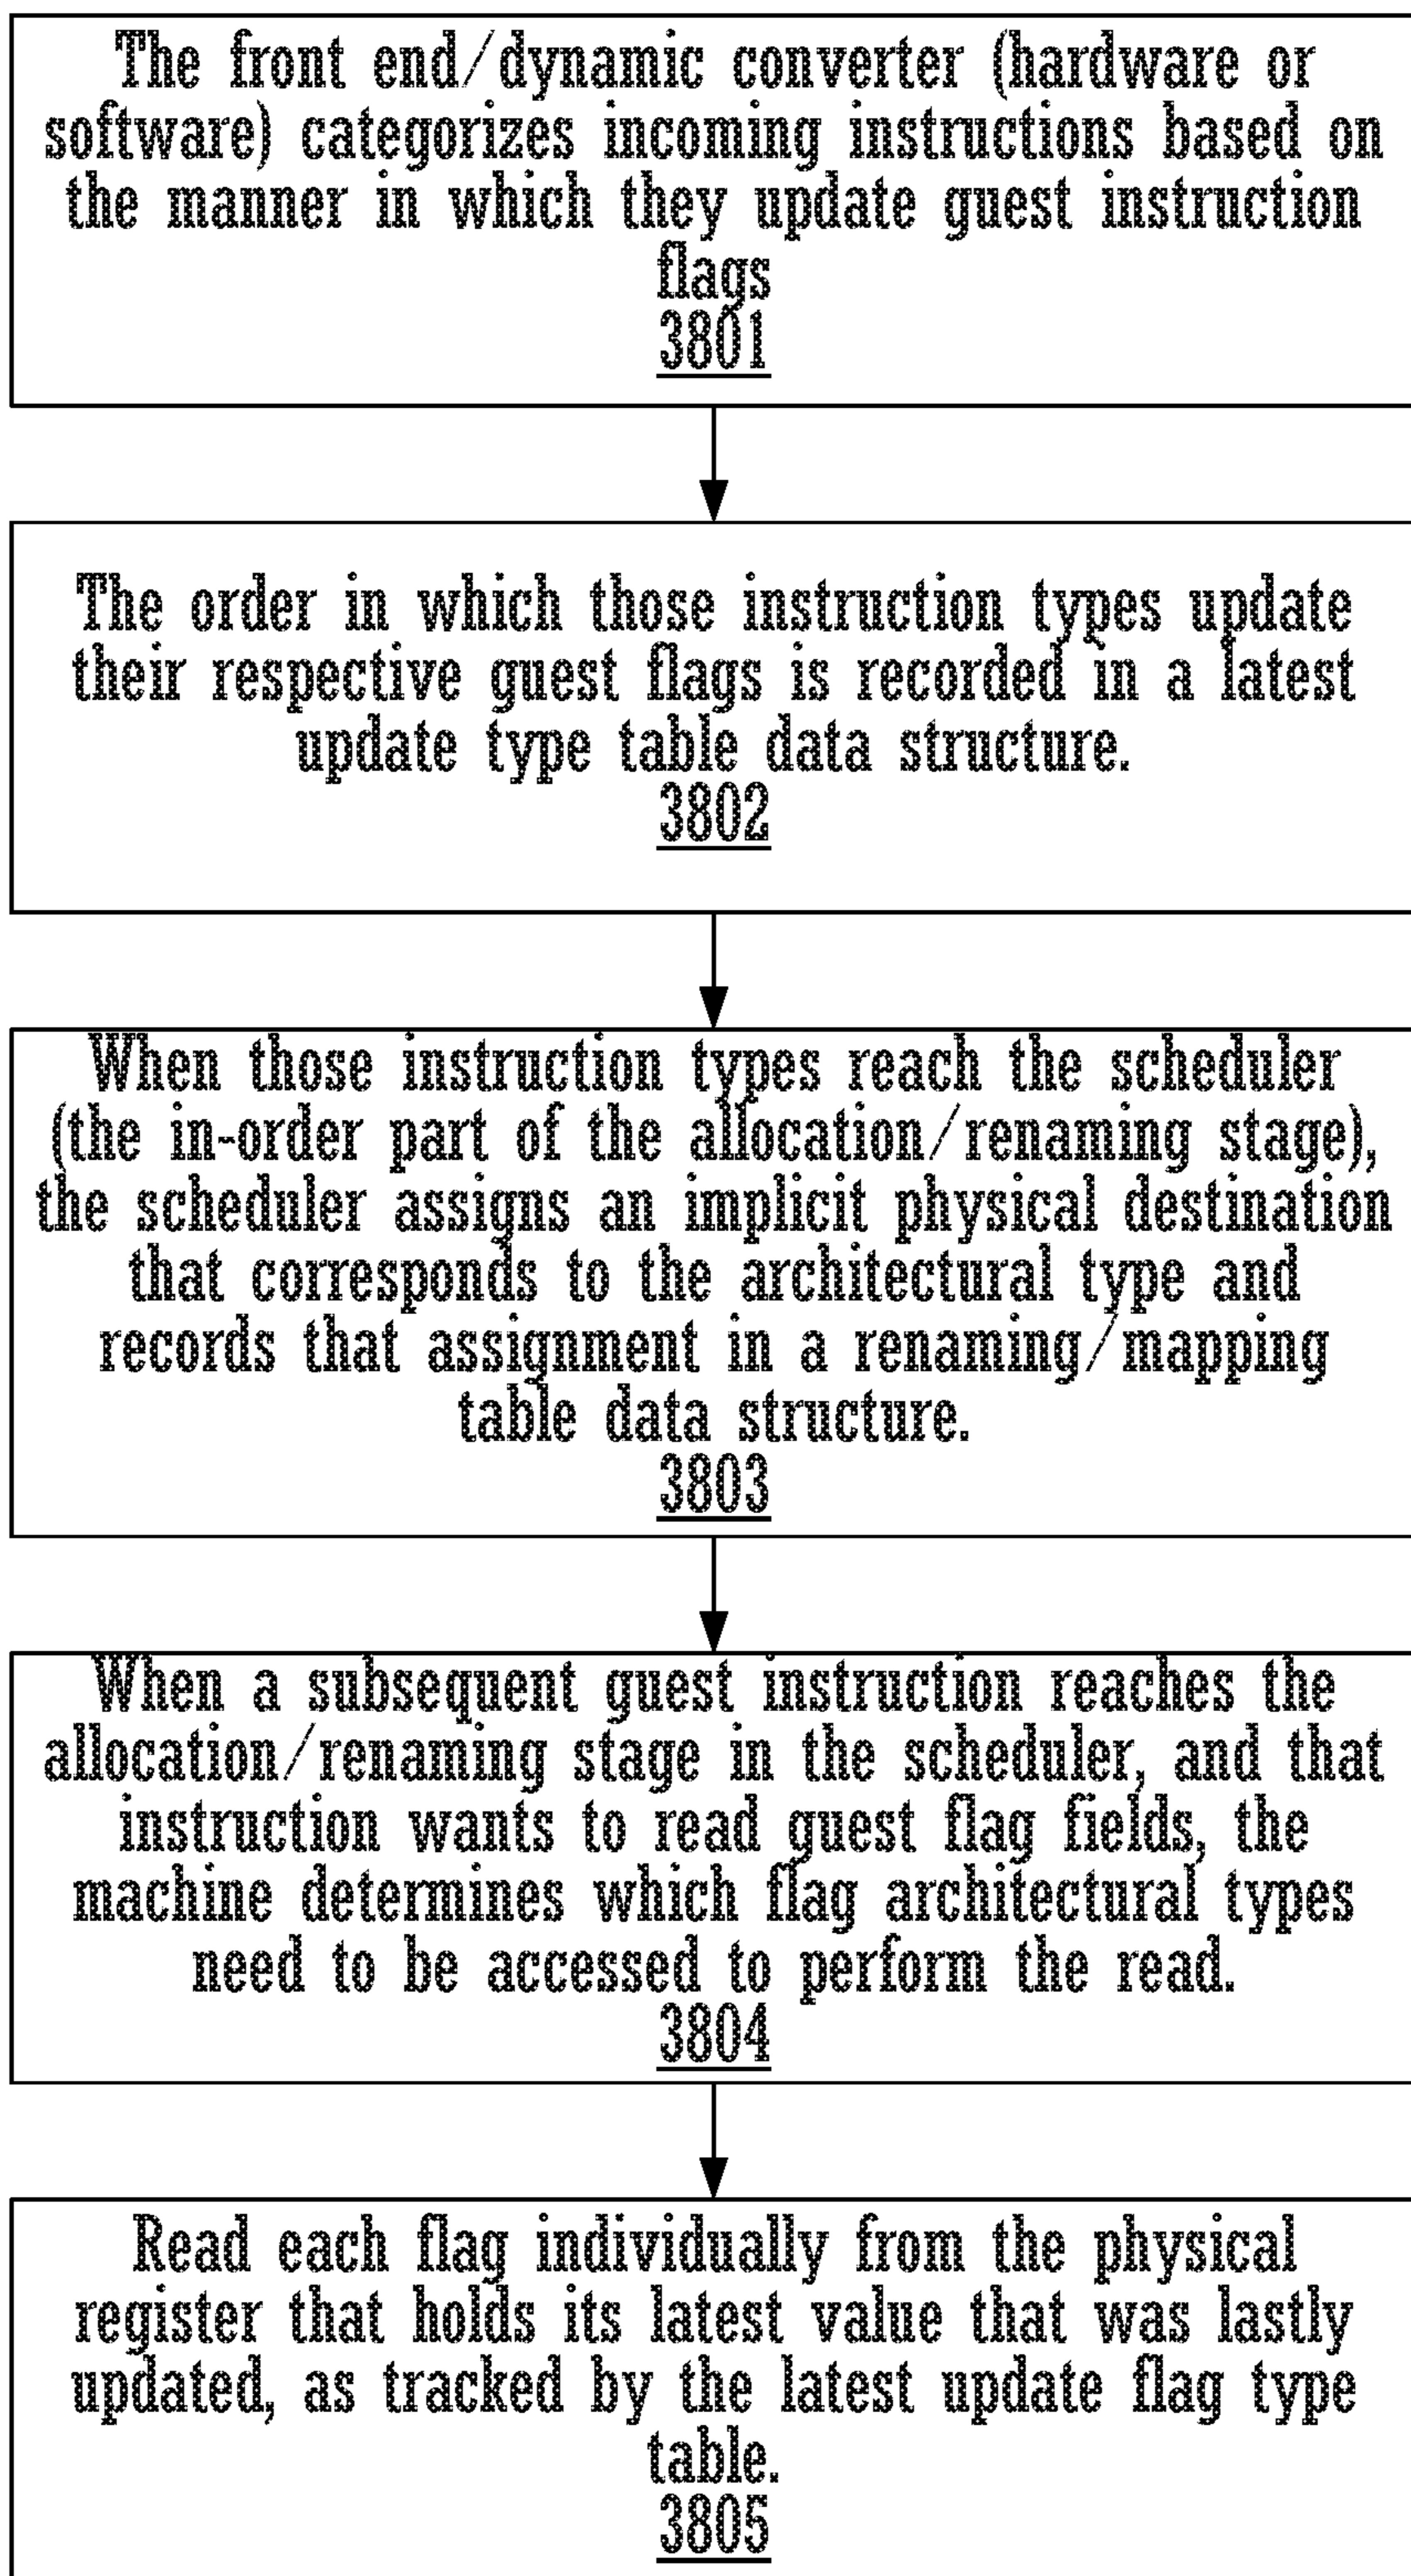 The front end/dynamic converter (hardware or
software) categorizes incoming instructions based on
the manner in which they update guest instruction
flags
3801
The order in which those instruction types update
their respective guest flags is recorded in a latest
update type table data structure.
3802
When those instruction types reach the scheduler
(the in-order part of the allocation/renaming stage),
the scheduler assigns an implicit physical destination
that corresponds to the architectural type and
records that assignment in a renaming/mapping
table data structure.
3803
When a subsequent guest instruction reaches the
allocation/renaming stage in the scheduler, and that
instruction wants to read guest flag fields, the
machine determines which flag architectural types
need to be accessed to perform the read.
3804
Read each flag individually from the physical
register that holds its latest value that was lastly
updated, as tracked by the latest update flag type
table.
3805